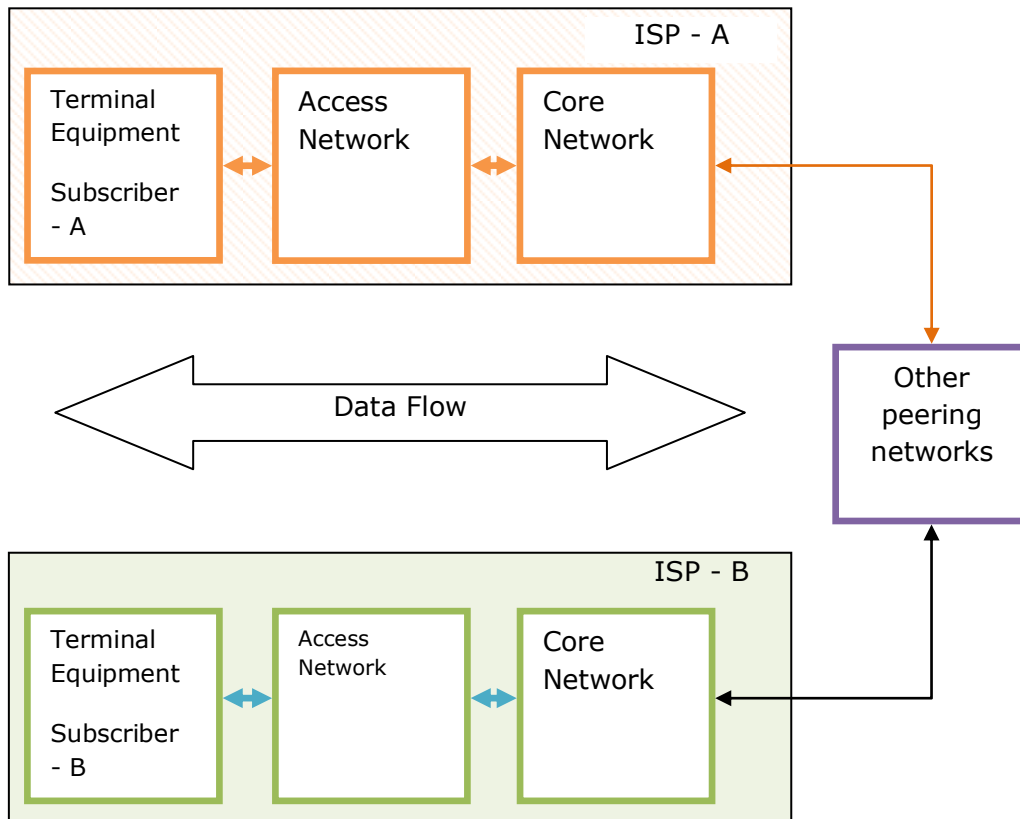 ISP - A
Terminal
Equipment
Subscriber
- A
Access
Network
Core
Network
Data Flow
Other
peering
networks
ISP - B
Terminal
Equipment
Subscriber
- B
Access
Network
Core
Network